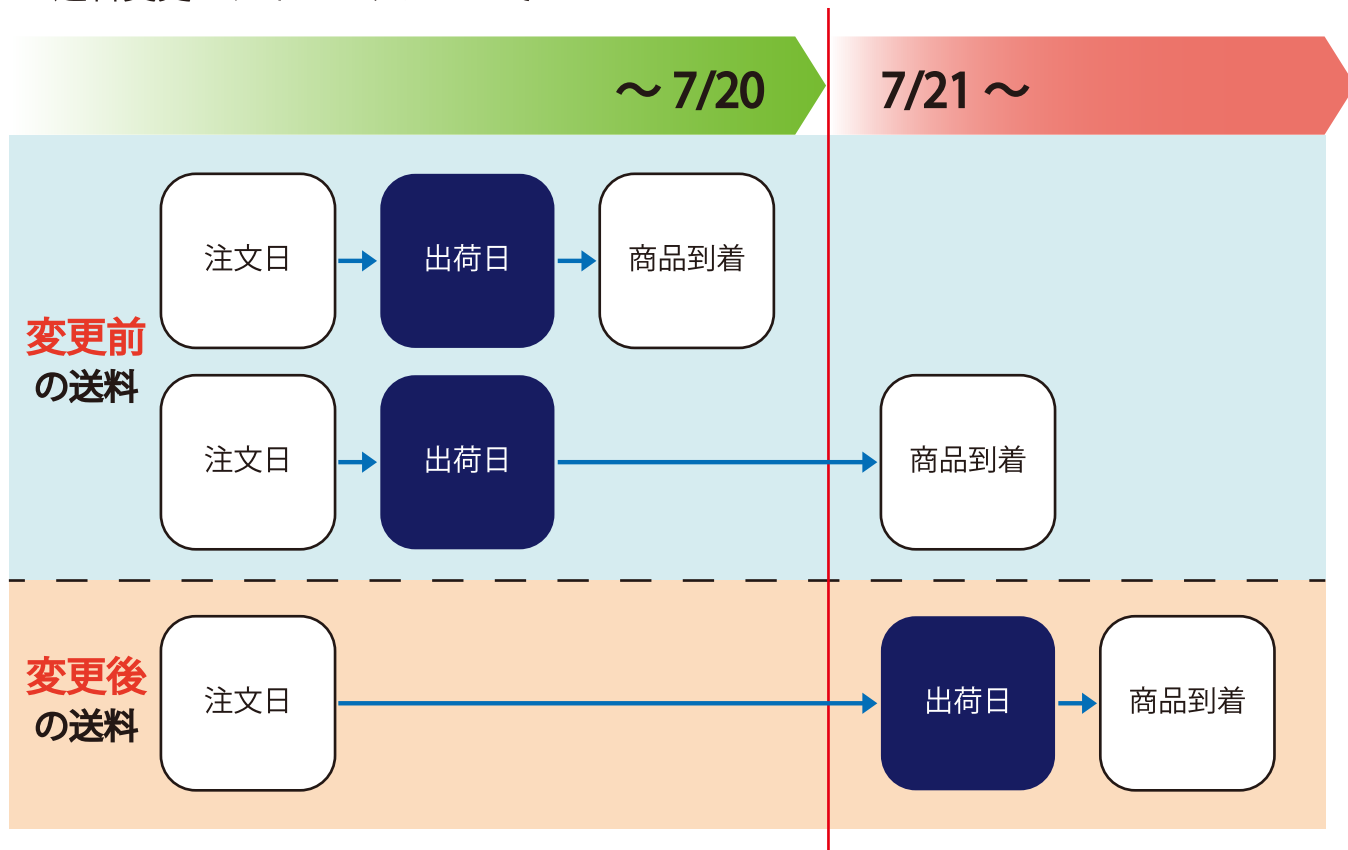 ～ 7/20
7/21 ～
変更前
の送料
注文日
出荷日
商品到着
注文日
出荷日
商品到着
変更後
の送料
注文日
出荷日
商品到着